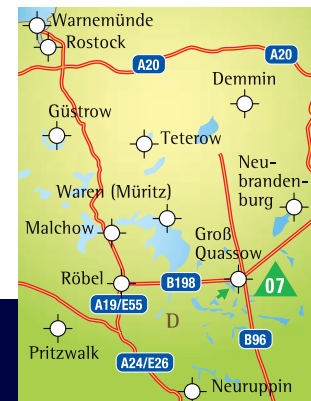 Warnemünde
Rostock
A20
A20
Demmin
Güstrow
Teterow
Neu-
branden-
burg
Waren (Müritz)
Malchow
Groß
Quassow
Röbel
B198
07
A19/E55
D
B96
Pritzwalk
A24/E26
Neuruppin